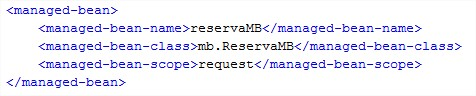 <managed-bean>
    <managed-bean-name>reservaMB</managed-bean-name>
    <managed-bean-class>mb.ReservaMB</managed-bean-class>
    <managed-bean-scope>request</managed-bean-scope>
</managed-bean>